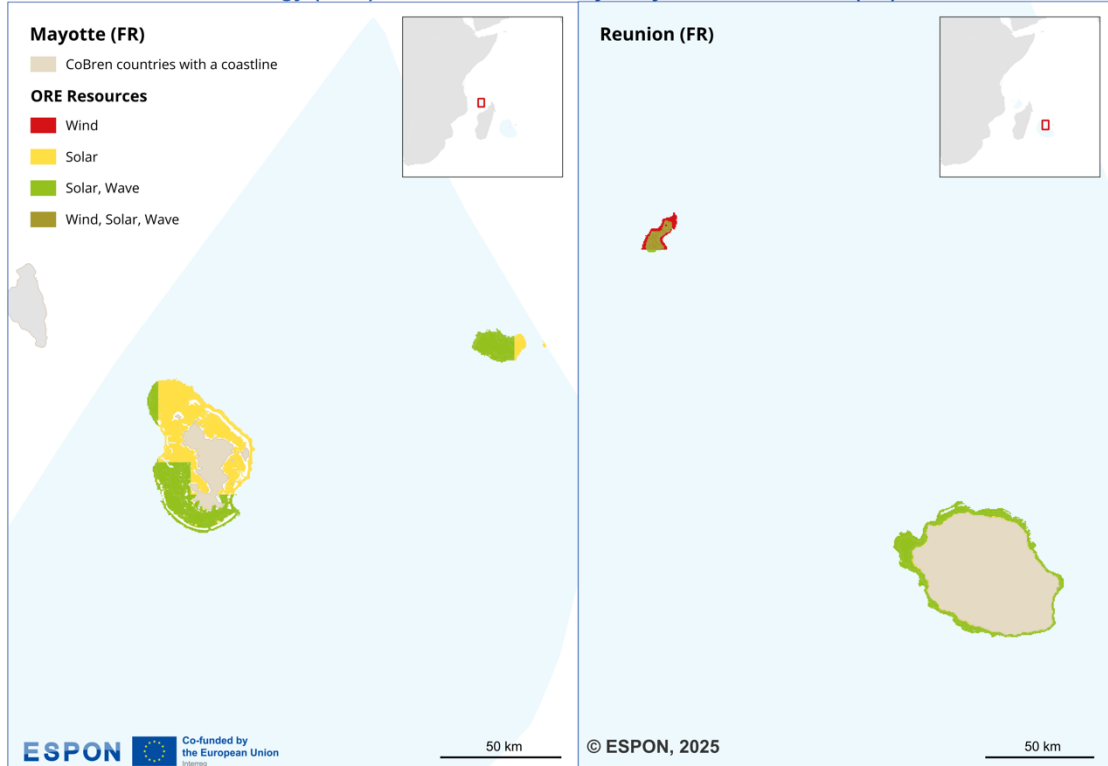 Mayotte (FR)
CoBren countries with a coastline
ORE Resources
Wind
Solar
Solar, Wave
Wind, Solar, Wave
ESPON
Co-funded by
the European Union
Interreg
50 km
Reunion (FR)
© ESPON, 2025
50 km